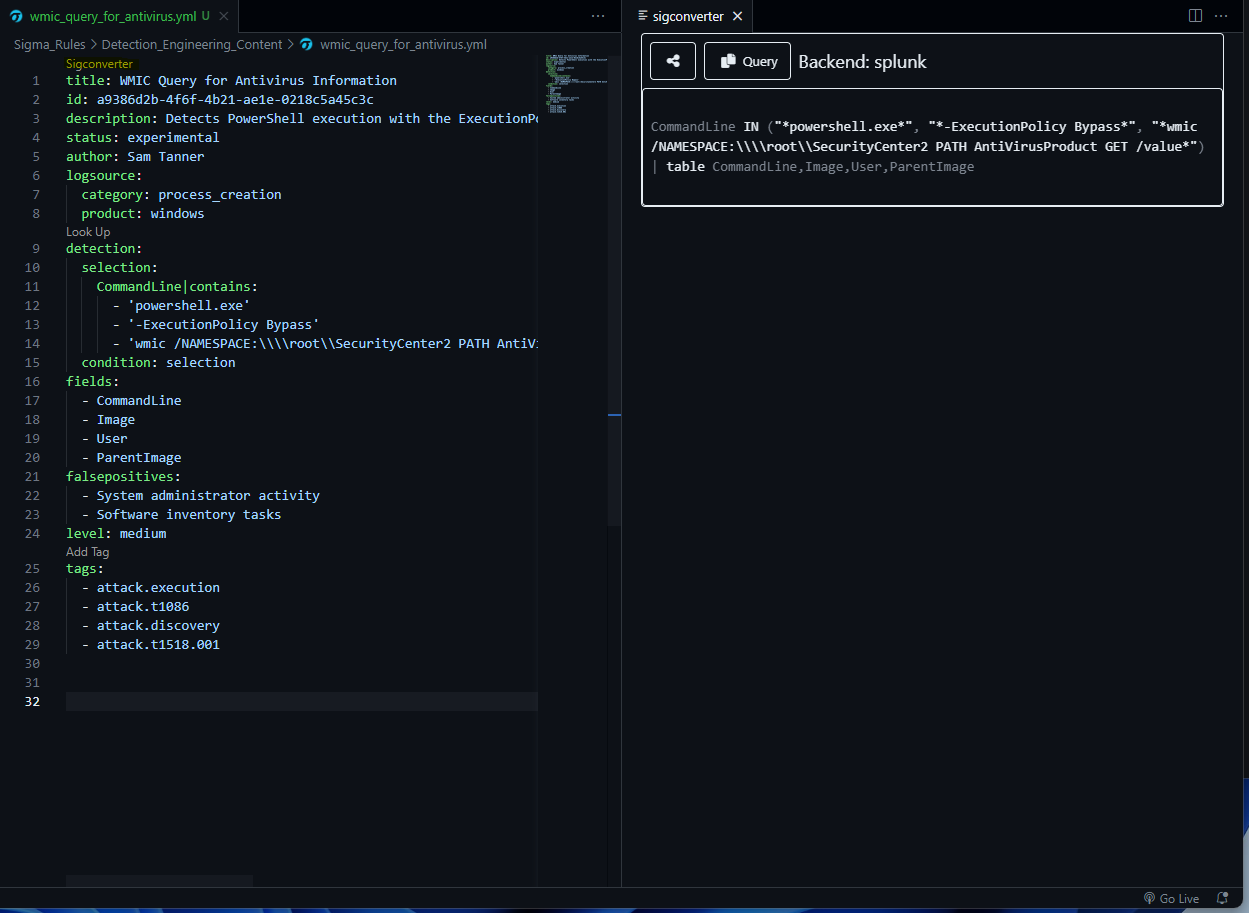 wmic_query_for_antivirus.yml U
sigconverter
Sigma_Rules > Detection_Engineering_Content > wmic_query_for_antivirus.yml
Sigconverter
1 title: WMIC Query for Antivirus Information
2 id: a9386d2b-4f6f-4b21-ae1e-0218c5a45c3c
3 description: Detects PowerShell execution with the ExecutionPo
4 status: experimental
5 author: Sam Tanner
6 logsource:
7 category: process_creation
8 product: windows
Look Up
9 detection:
10 selection:
11 CommandLine|contains:
12 - 'powershell.exe'
13 - '-ExecutionPolicy Bypass'
14 - 'wmic /NAMESPACE:\\\\root\\SecurityCenter2 PATH AntiVi
15 condition: selection
16 fields:
17 - CommandLine
18 - Image
19 - User
20 - ParentImage
21 falsepositives:
22 - System administrator activity
23 - Software inventory tasks
24 level: medium
Add Tag
25 tags:
26 - attack.execution
27 - attack.t1086
28 - attack.discovery
29 - attack.t1518.001
30
31
32
Query Backend: splunk
CommandLine IN ("*powershell.exe*", "*-ExecutionPolicy Bypass*", "*wmic
/NAMESPACE:\\\\root\\SecurityCenter2 PATH AntiVirusProduct GET /value*")
| table CommandLine,Image,User,ParentImage
Go Live